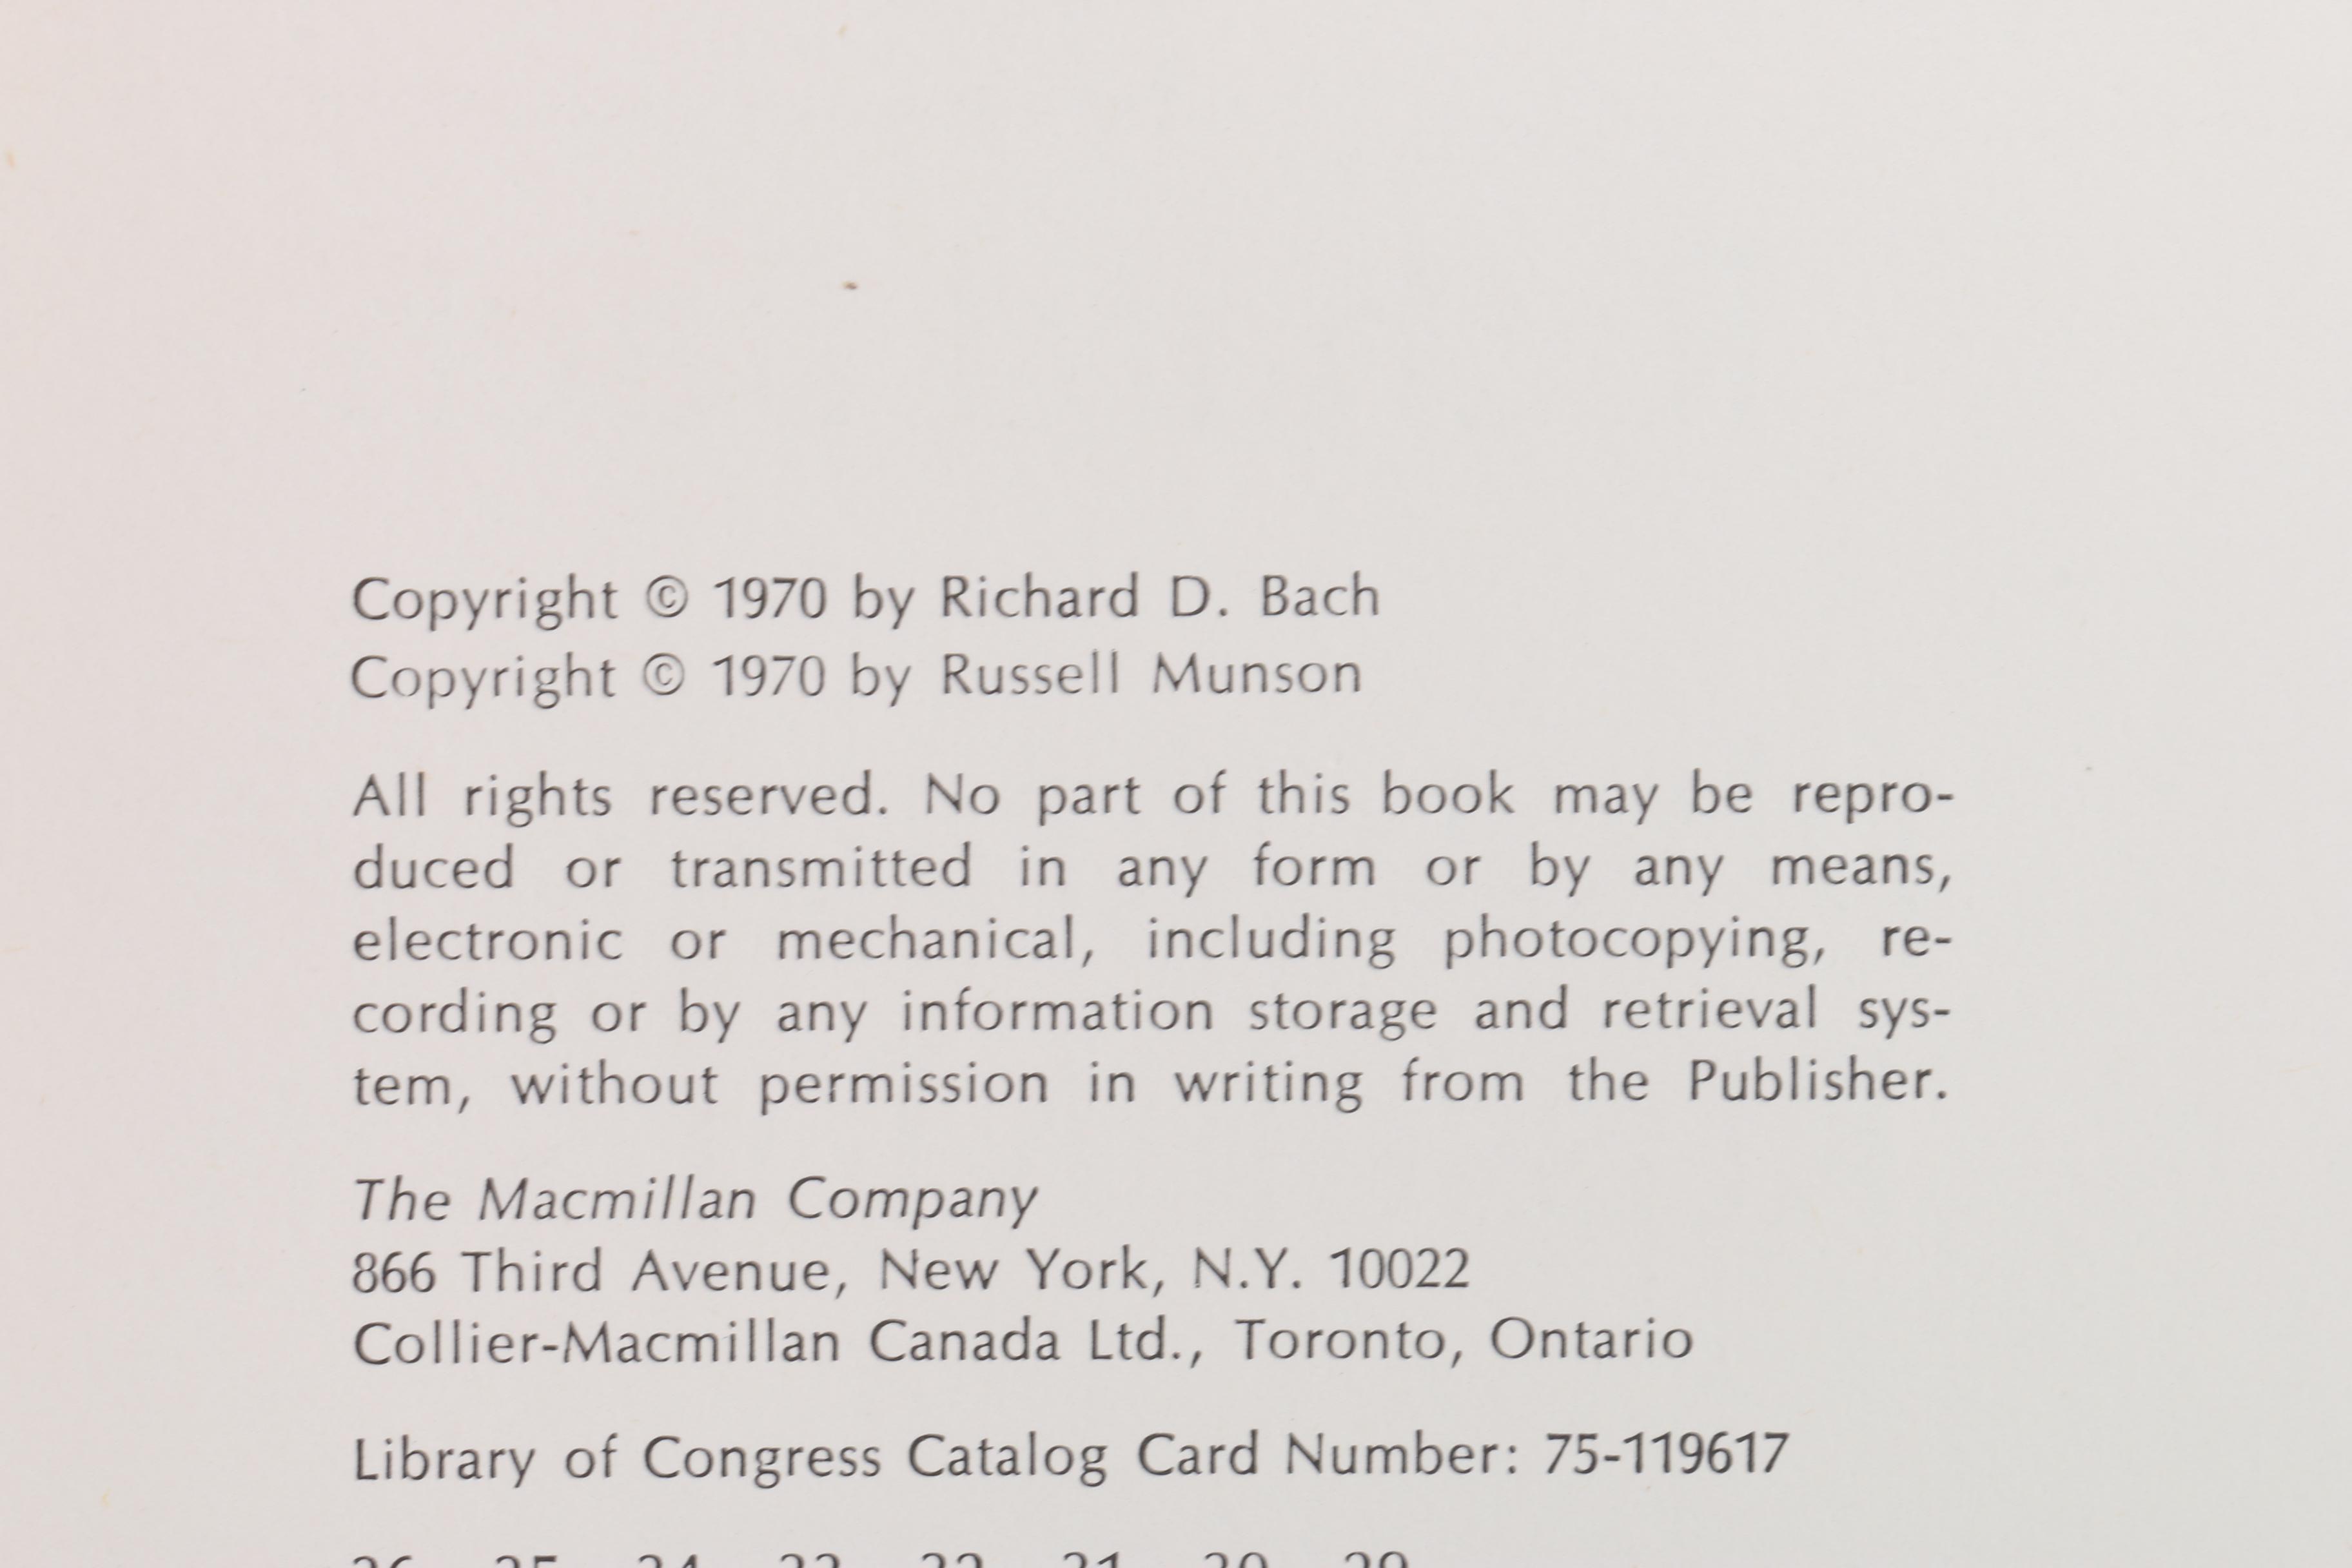 Copyright © 1970 by Richard D. Bach
Copyright © 1970 by Russell Munson
All rights reserved. No part of this book may be repro-
duced or transmitted in any form or by any means,
electronic or mechanical, including photocopying, re-
cording or by any information storage and retrieval sys-
tem, without permission in writing from the Publisher.
The Macmillan Company
866 Third Avenue, New York, N.Y. 10022
Collier-Macmillan Canada Ltd., Toronto, Ontario
Library of Congress Catalog Card Number: 75-119617